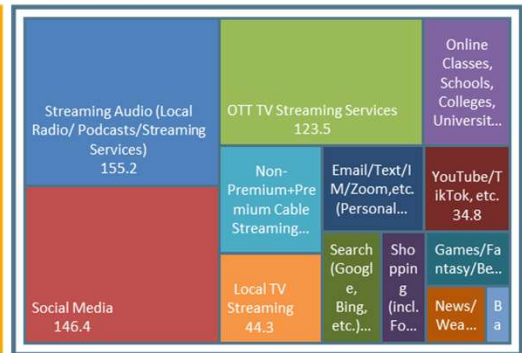 Streaming Audio (Local
Radio/ Podcasts/Streaming
Services)
155.2
Social Media
146.4
OTT TV Streaming Services
123.5
Online
Classes,
Schools,
Colleges,
Universit...
Non-
Premium+Pre
mium Cable
Streaming...
Email/Text/I
M/Zoom,etc.
(Personal...
YouTube/T
ikTok, etc.
34.8
Local TV
Streaming
44.3
Search
(Googl
e,
Bing,
etc.)...
Sho
ppin
g
(incl.
Fo...
Games/Fa
ntasy/Be...
News/
Wea...
B
a